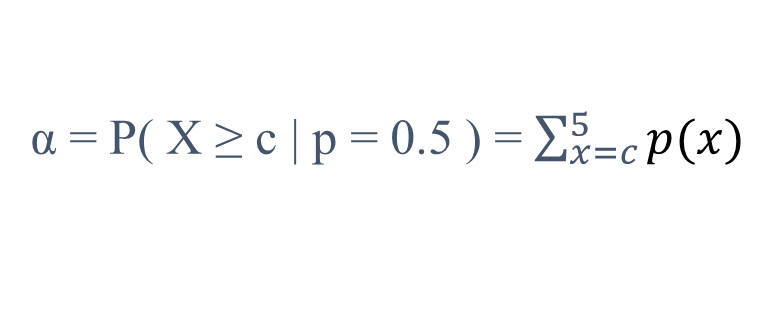 α = P( X ≥ c | p = 0.5 ) = ∑⁵ₓ₌c p(x)